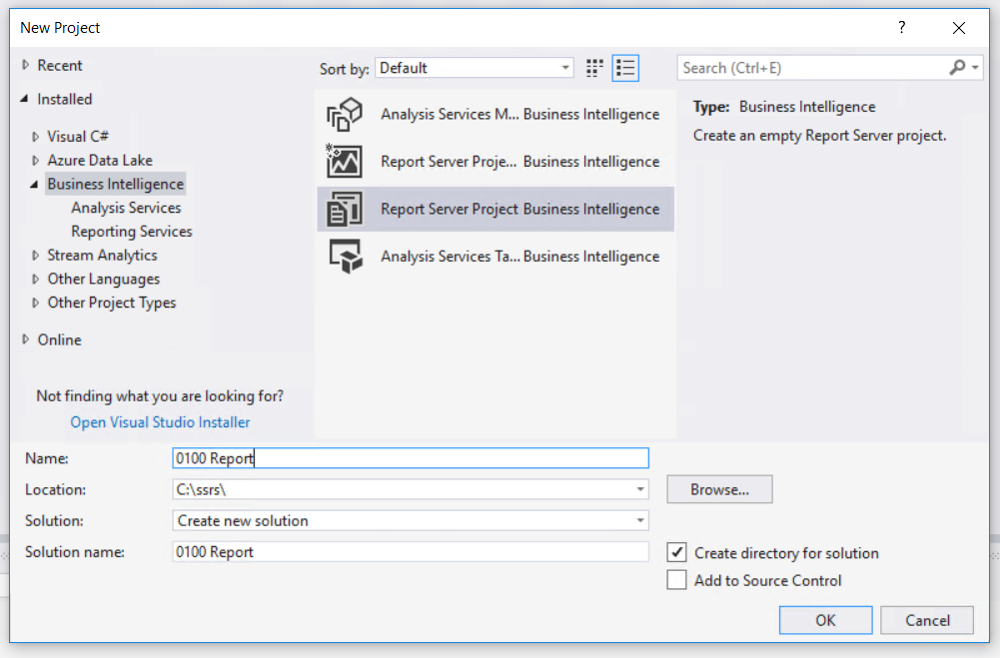 New Project
?
Recent
Installed
Visual C#
Azure Data Lake
Business Intelligence
Analysis Services
Reporting Services
Stream Analytics
Other Languages
Other Project Types
Online
Not finding what you are looking for?
Open Visual Studio Installer
Sort by: Default
Analysis Services M... Business Intelligence
Report Server Proje... Business Intelligence
Report Server Project Business Intelligence
Analysis Services Ta... Business Intelligence
Search (Ctrl+E)
Type: Business Intelligence
Create an empty Report Server project.
Name: 0100 Report
Location: C:\ssrs\ Browse...
Solution: Create new solution
Solution name: 0100 Report
Create directory for solution
Add to Source Control
OK Cancel